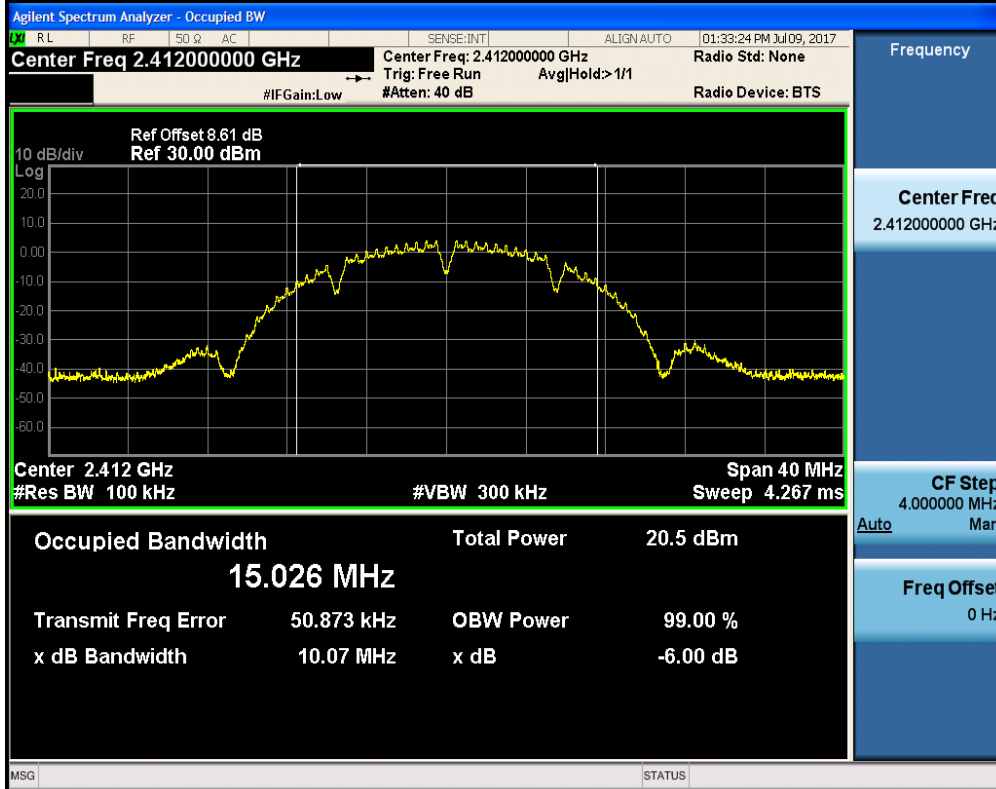 Agilent Spectrum Analyzer - Occupied BW
LXI RL RF 50 Ω AC SENSE:INT ALIGN AUTO 01:33:24 PM Jul 09, 2017
Center Freq 2.412000000 GHz
Center Freq: 2.412000000 GHz Radio Std: None
Trig: Free Run Avg|Hold:>1/1
#IFGain:Low #Atten: 40 dB Radio Device: BTS
Frequency
Ref Offset 8.61 dB
10 dB/div Ref 30.00 dBm
Log
20.0
10.0
0.00
-10.0
-20.0
-30.0
-40.0
-50.0
-60.0
Center 2.412 GHz Span 40 MHz
#Res BW 100 kHz #VBW 300 kHz Sweep 4.267 ms
Center Freq
2.412000000 GHz
CF Step
4.000000 MHz
Auto Man
Freq Offset
0 Hz
Occupied Bandwidth Total Power 20.5 dBm
15.026 MHz
Transmit Freq Error 50.873 kHz OBW Power 99.00 %
x dB Bandwidth 10.07 MHz x dB -6.00 dB
MSG STATUS